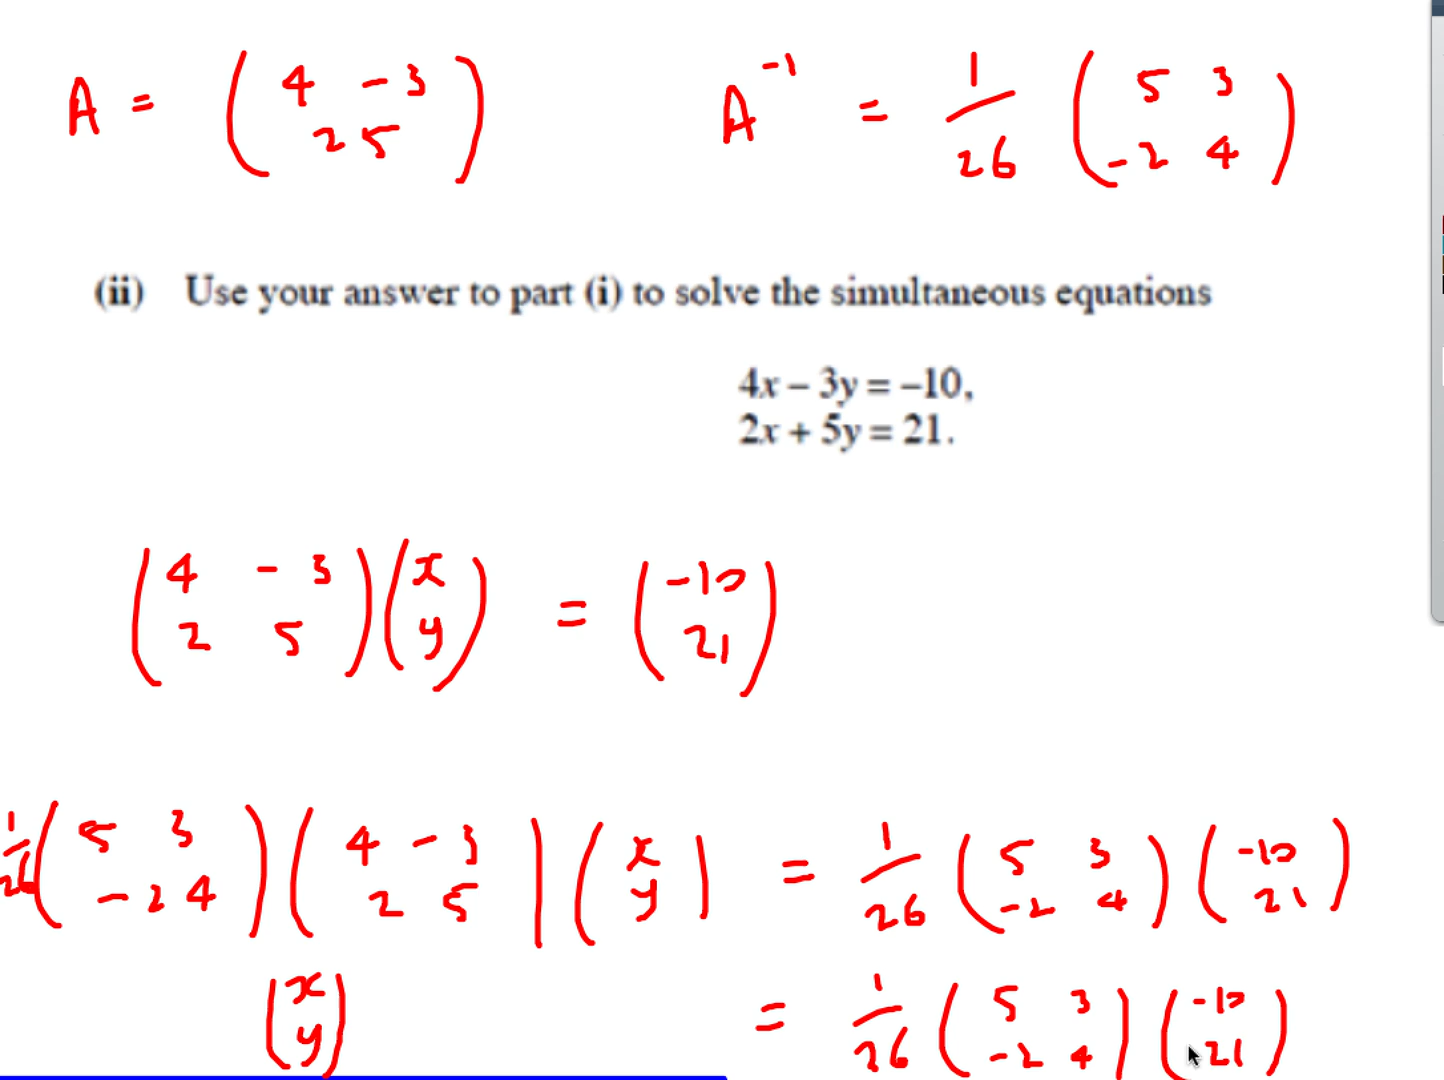 A = ( 4 -3 ) A⁻¹ = 1/26 ( 5 3 )
( 2 5 ) ( -2 4 )
(ii) Use your answer to part (i) to solve the simultaneous equations
4x – 3y = –10,
2x + 5y = 21.
( 4 -3 ) ( x ) = ( -10 )
( 2 5 ) ( y ) ( 21 )
1/26 ( 5 3 ) ( 4 -3 | ( x | = 1/26 ( 5 3 ) ( -10 )
( -2 4 ) ( 2 5 | ( y | ( -2 4 ) ( 21 )
( x ) = 1/26 ( 5 3 ) ( -10 )
( y ) ( -2 4 ) ( 21 )